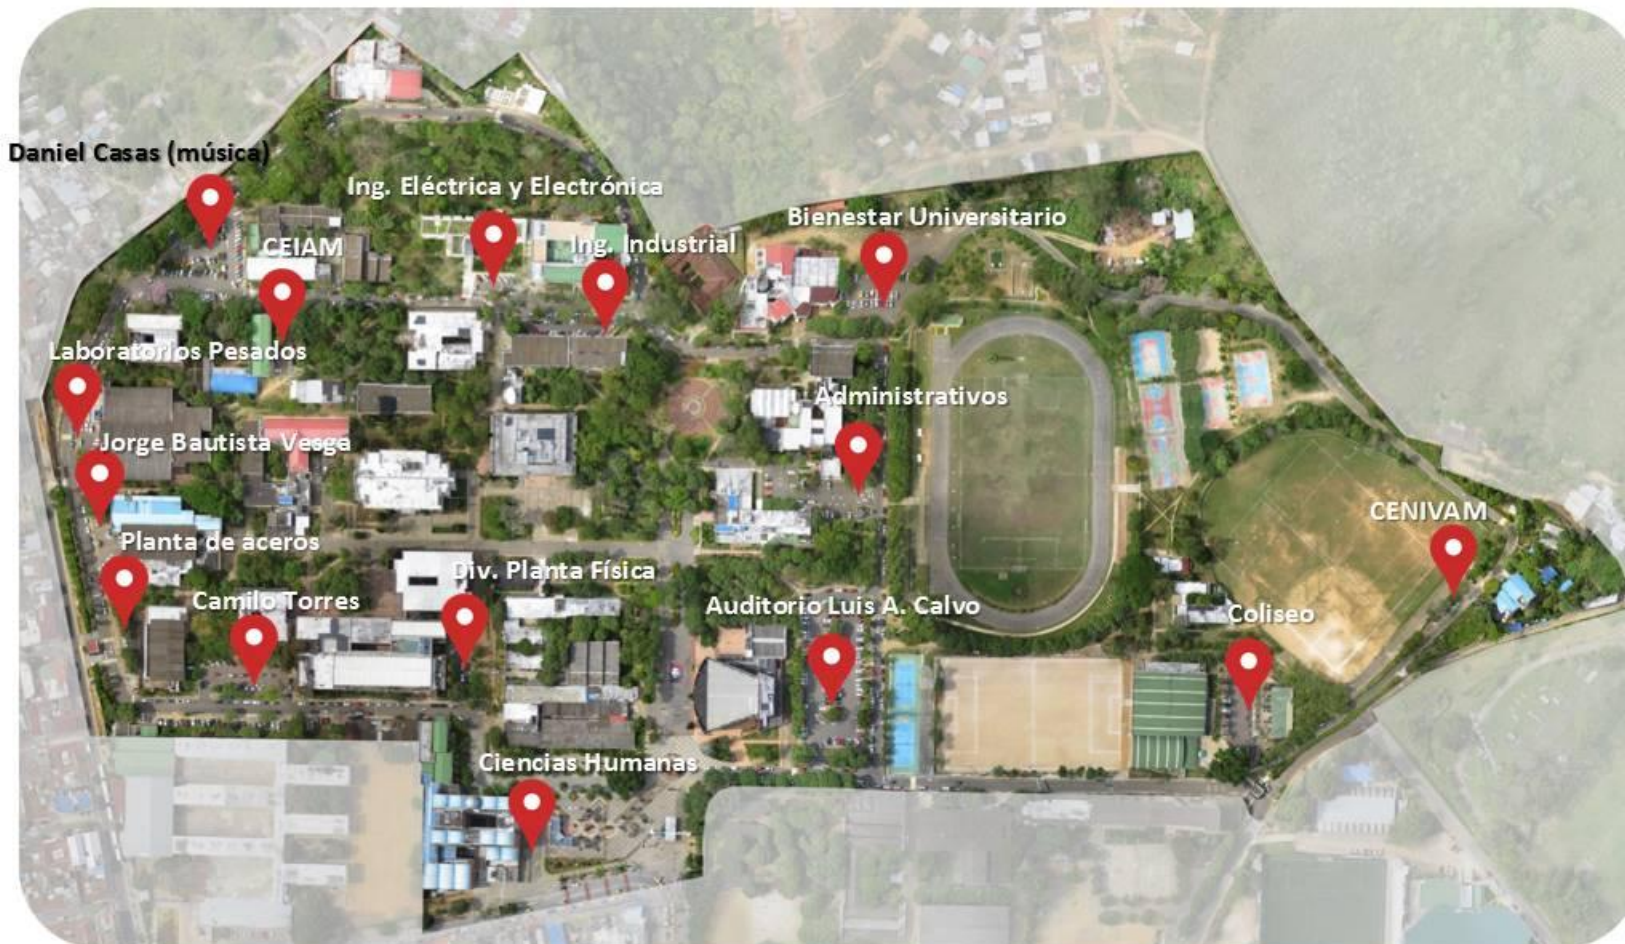 Daniel Casas (música)
Ing. Eléctrica y Electrónica
Bienestar Universitario
CEIAM
Ing. Industrial
Laboratorios Pesados
Administrativos
Jorge Bautista Vesga
CENIVAM
Planta de aceros
Div. Planta Física
Camilo Torres
Auditorio Luis A. Calvo
Coliseo
Ciencias Humanas